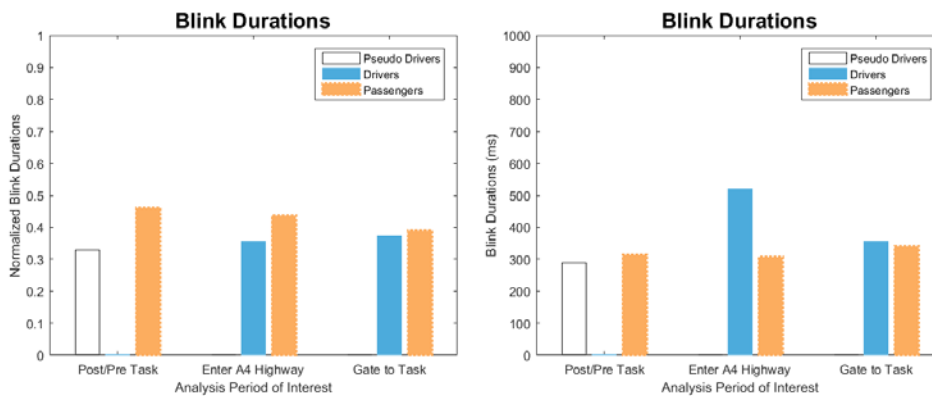 Blink Durations
1
0.9
0.8
0.7
0.6
0.5
0.4
0.3
0.2
0.1
0
Normalized Blink Durations
Pseudo Drivers
Drivers
Passengers
Post/Pre Task
Enter A4 Highway
Gate to Task
Analysis Period of Interest
Blink Durations
1000
900
800
700
600
500
400
300
200
100
0
Blink Durations (ms)
Pseudo Drivers
Drivers
Passengers
Post/Pre Task
Enter A4 Highway
Gate to Task
Analysis Period of Interest